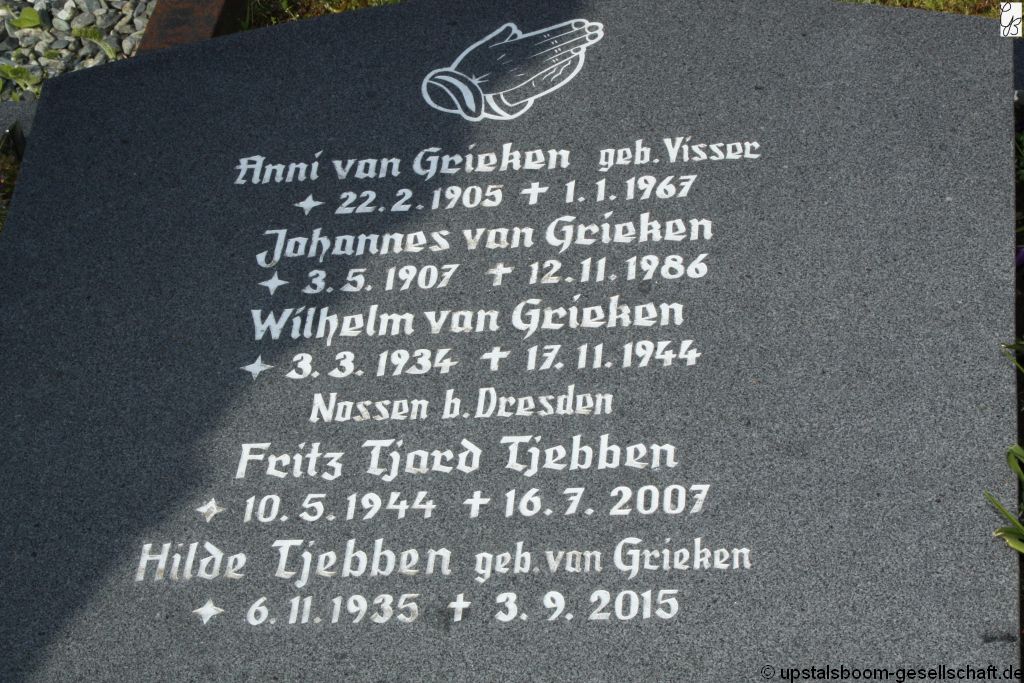 Anni van Grieken geb. Visser
✦ 22. 2. 1905 ✝ 1. 1. 1967
Johannes van Grieken
✦ 3. 5. 1907 ✝ 12. 11. 1986
Wilhelm van Grieken
✦ 3. 3. 1934 ✝ 17. 11. 1944
Nossen b. Dresden
Fritz Tjard Tjebben
✦ 10. 5. 1944 ✝ 16. 7. 2007
Hilde Tjebben geb. van Grieken
✦ 6. 11. 1935 ✝ 3. 9. 2015
© upstalsboom-gesellschaft.de